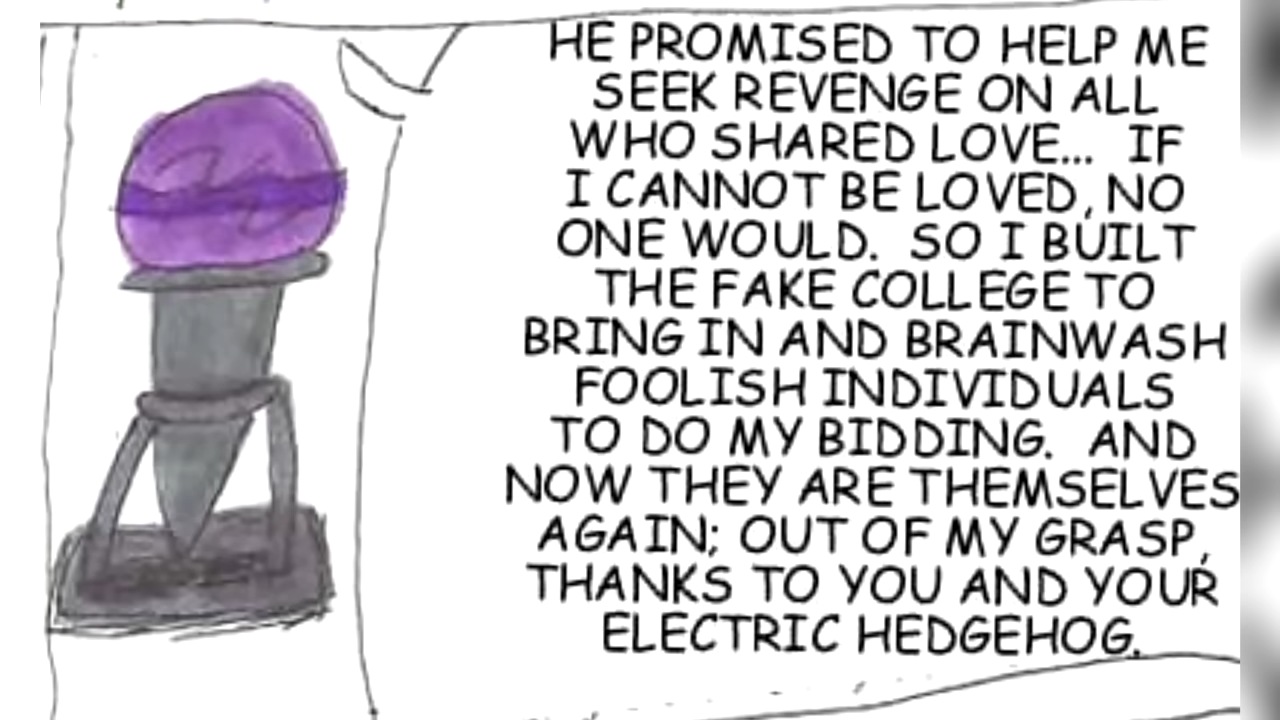 HE PROMISED TO HELP ME
SEEK REVENGE ON ALL
WHO SHARED LOVE... IF
I CANNOT BE LOVED, NO
ONE WOULD. SO I BUILT
THE FAKE COLLEGE TO
BRING IN AND BRAINWASH
FOOLISH INDIVIDUALS
TO DO MY BIDDING. AND
NOW THEY ARE THEMSELVES
AGAIN; OUT OF MY GRASP,
THANKS TO YOU AND YOUR
ELECTRIC HEDGEHOG.